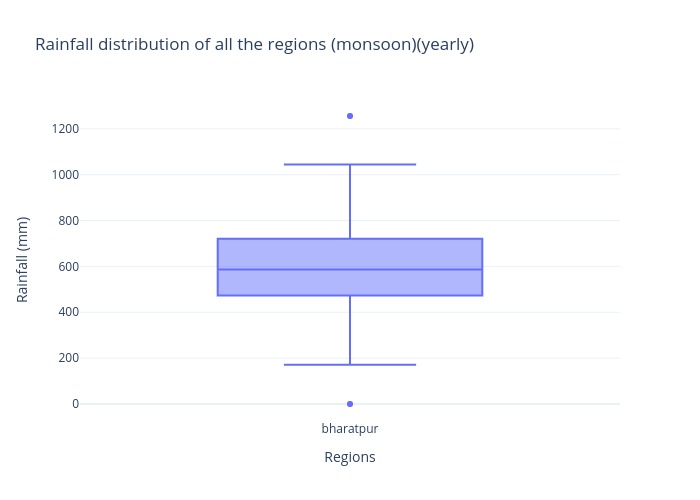 Rainfall distribution of all the regions (monsoon)(yearly)
1200
1000
800
600
400
200
0
Rainfall (mm)
bharatpur
Regions